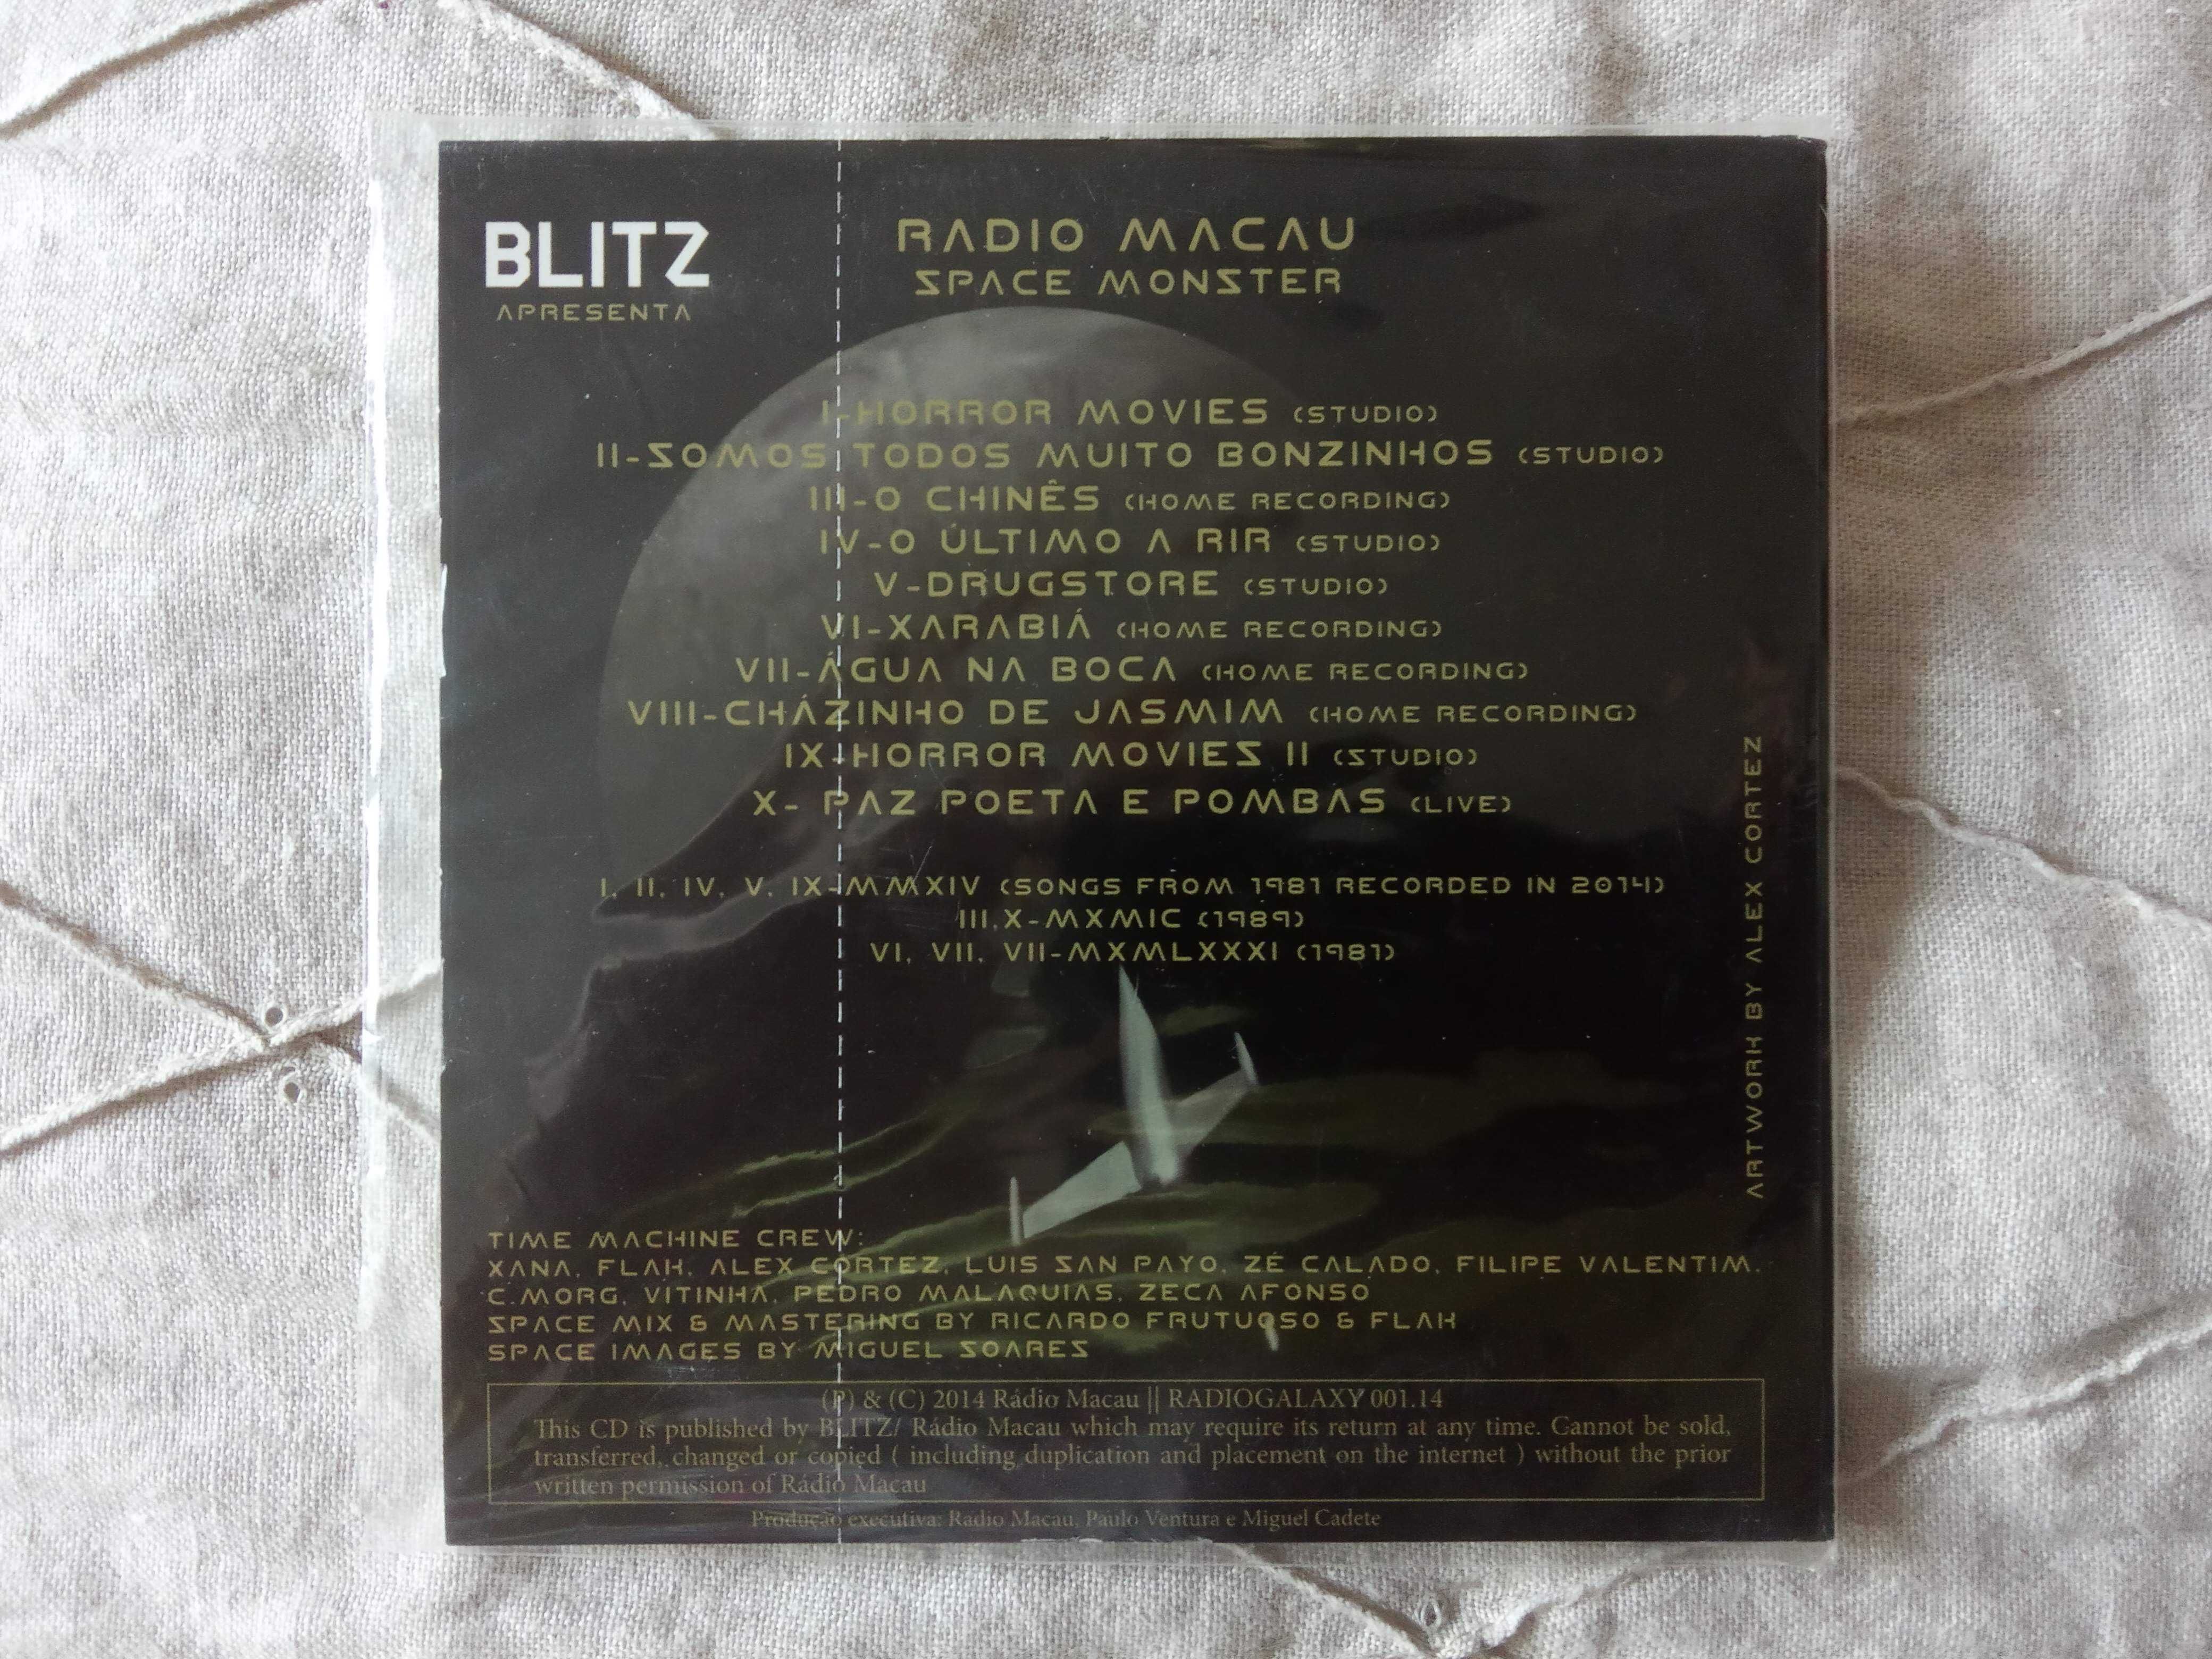 BLITZ
APRESENTA
RADIO MACAU
SPACE MONSTER
I-HORROR MOVIES (STUDIO)
II-SOMOS TODOS MUITO BONZINHOS (STUDIO)
III-O CHINÊS (HOME RECORDING)
IV-O ÚLTIMO A RIR (STUDIO)
V-DRUGSTORE (STUDIO)
VI-XARABIÁ (HOME RECORDING)
VII-ÁGUA NA BOCA (HOME RECORDING)
VIII-CHÁZINHO DE JASMIM (HOME RECORDING)
IX-HORROR MOVIES II (STUDIO)
X- PAZ POETA E POMBAS (LIVE)
I, II, IV, V, IX-MMXIV (SONGS FROM 1981 RECORDED IN 2014)
III,X-MXMIC (1989)
VI, VII, VII-MXMLXXXI (1981)
ARTWORK BY ALEX CORTEZ
TIME MACHINE CREW:
XANA, FLAK, ALEX CORTEZ, LUIS SAN PAYO, ZÉ CALADO, FILIPE VALENTIM,
C.MORG, VITINHA, PEDRO MALAQUIAS, ZECA AFONSO
SPACE MIX & MASTERING BY RICARDO FRUTUOSO & FLAK
SPACE IMAGES BY MIGUEL SOARES
(P) & (C) 2014 Rádio Macau || RADIOGALAXY 001.14
This CD is published by BLITZ/ Rádio Macau which may require its return at any time. Cannot be sold,
transferred, changed or copied ( including duplication and placement on the internet ) without the prior
written permission of Rádio Macau
Produção executiva: Radio Macau, Paulo Ventura e Miguel Cadete